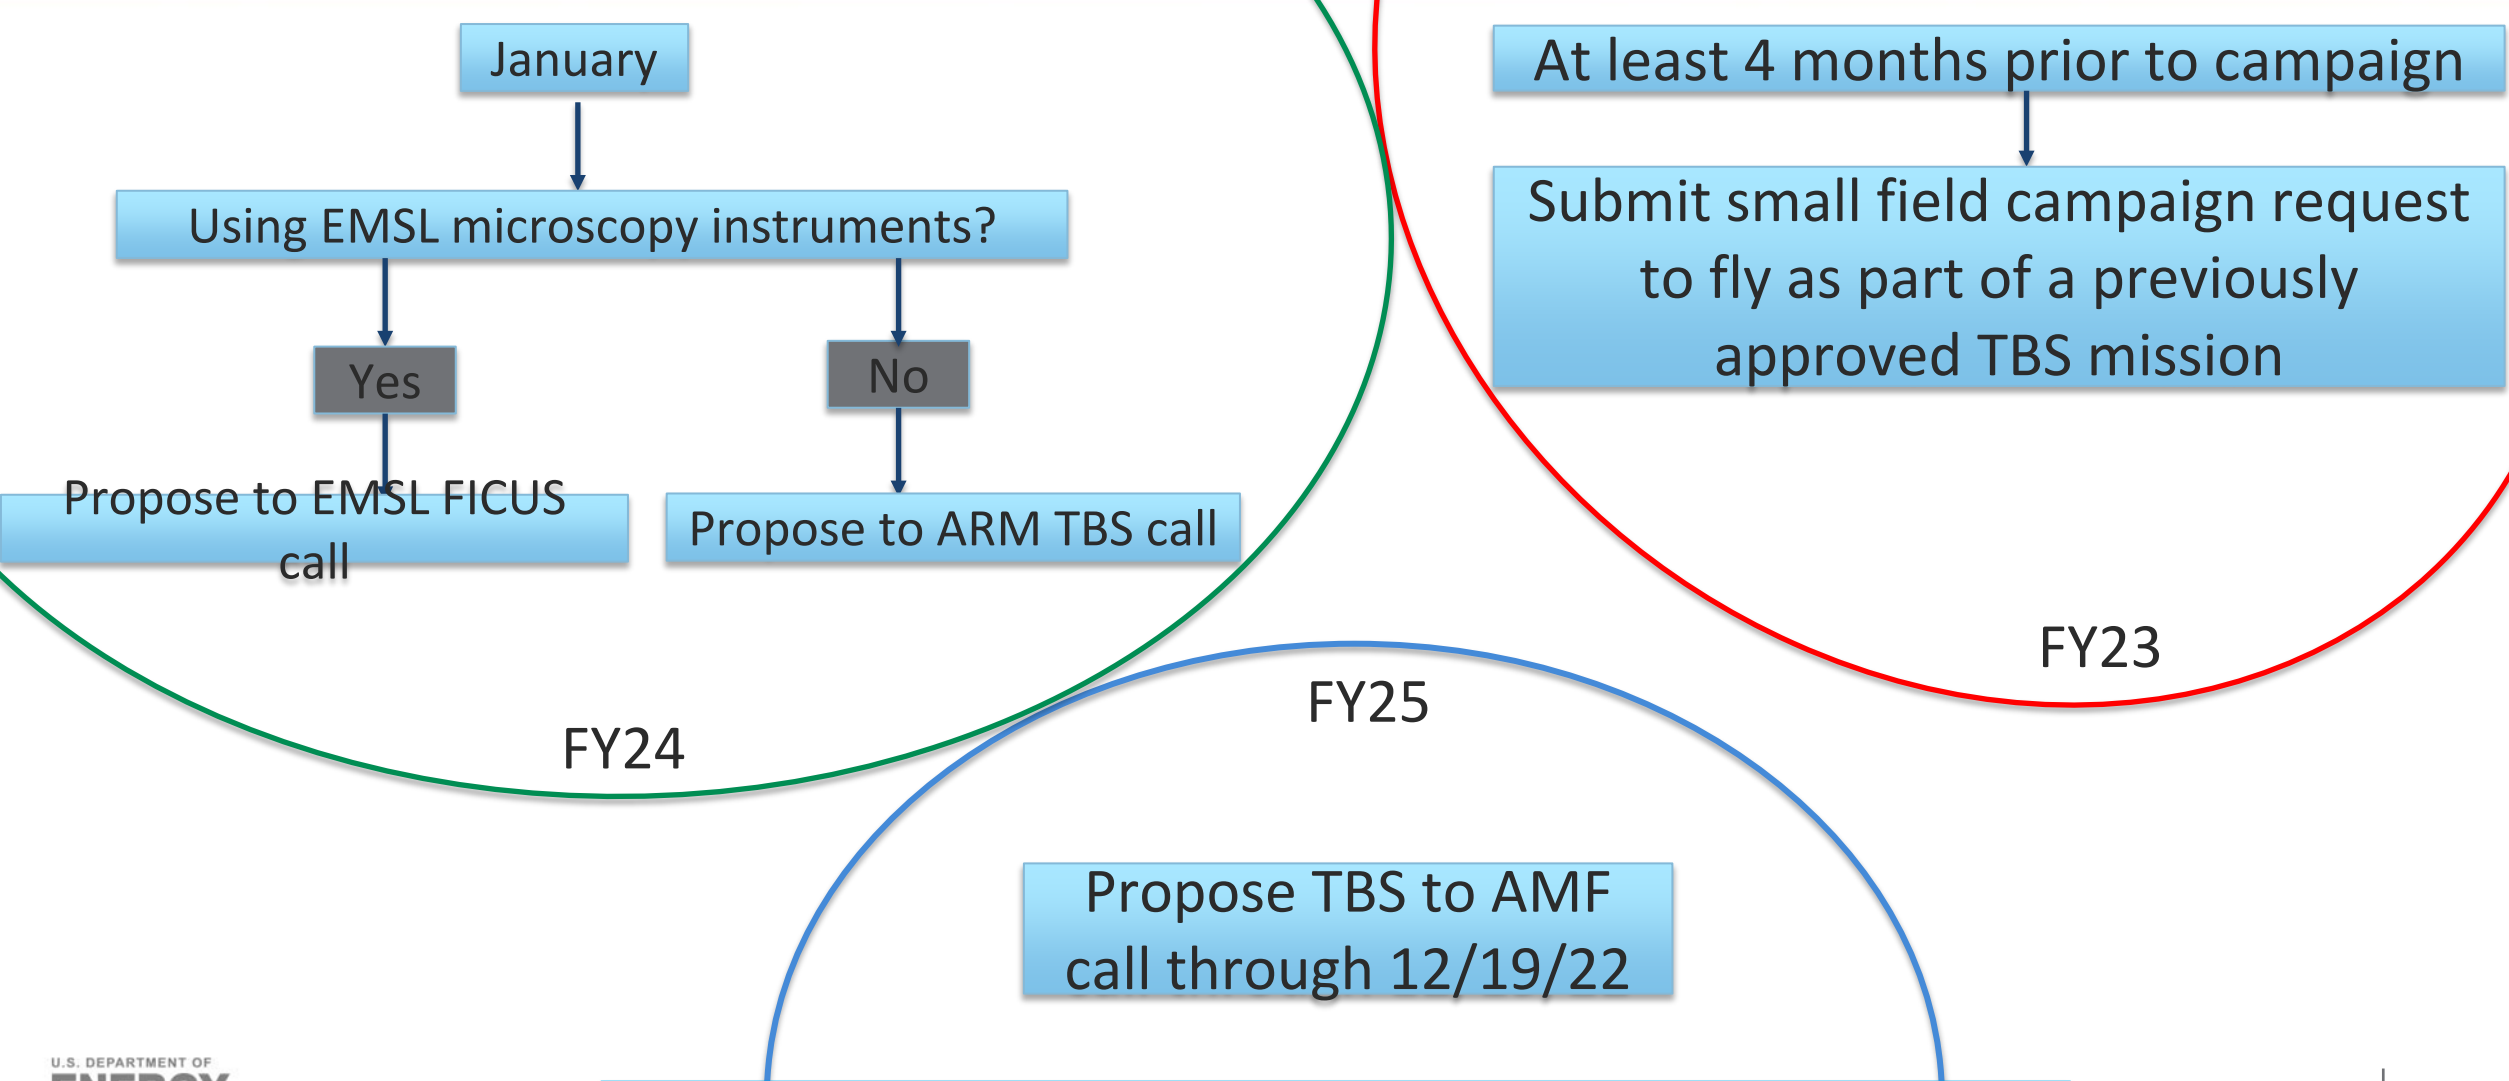 January
Using EMSL microscopy instruments?
Yes
No
Propose to EMSL FICUS
call
Propose to ARM TBS call
FY24
At least 4 months prior to campaign
Submit small field campaign request
to fly as part of a previously
approved TBS mission
FY23
FY25
Propose TBS to AMF
call through 12/19/22
U.S. DEPARTMENT OF
ENERGY